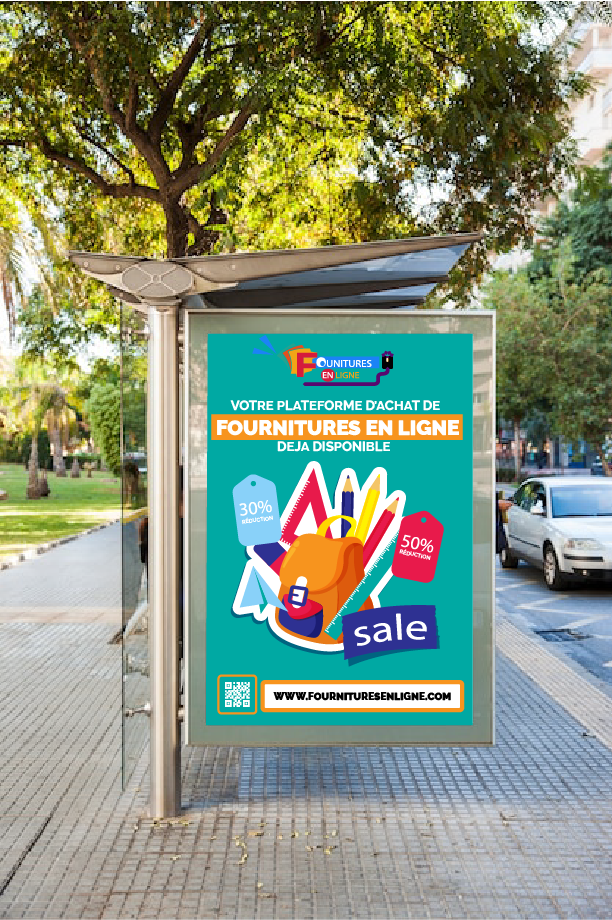 FOUNITURES
EN LIGNE
VOTRE PLATEFORME D'ACHAT DE
FOURNITURES EN LIGNE
DEJA DISPONIBLE
30%
RÉDUCTION
50%
RÉDUCTION
sale
WWW.FOURNITURESENLIGNE.COM